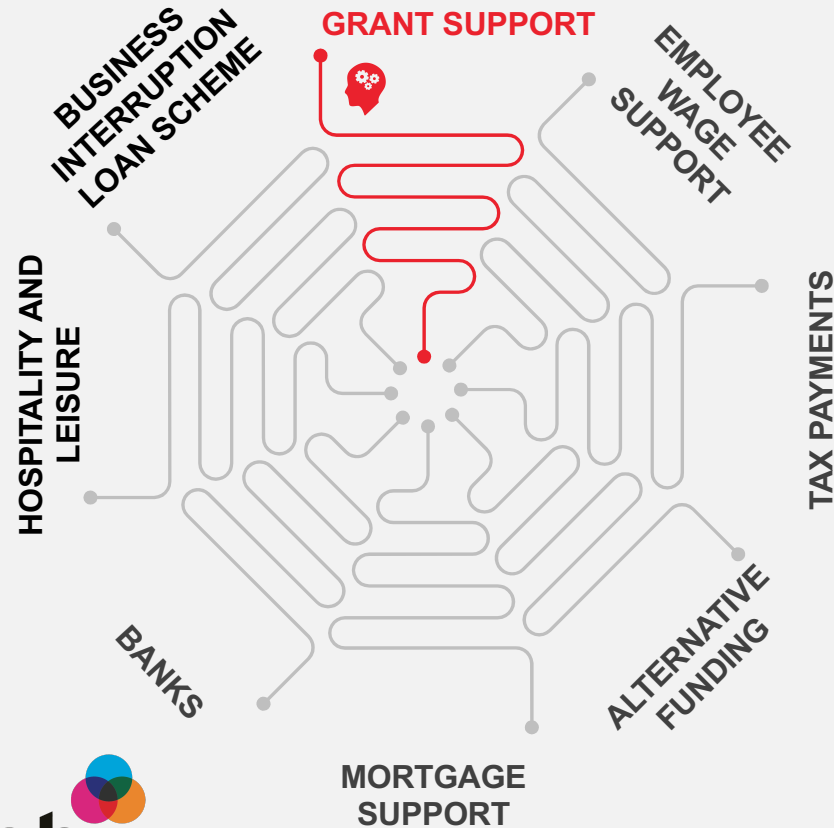 GRANT SUPPORT
EMPLOYEE
WAGE
SUPPORT
TAX PAYMENTS
ALTERNATIVE
FUNDING
MORTGAGE
SUPPORT
BANKS
HOSPITALITY AND
LEISURE
BUSINESS
INTERRUPTION
LOAN SCHEME